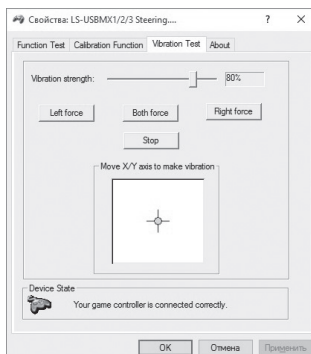 Свойства: LS-USBMX1/2/3 Steering.... ? ✕
Function Test Calibration Function Vibration Test About
Vibration strength: 80%
Left force Both force Right force
Stop
Move X/Y axis to make vibration
Device State
Your game controller is connected correctly.
OK Отмена Применить